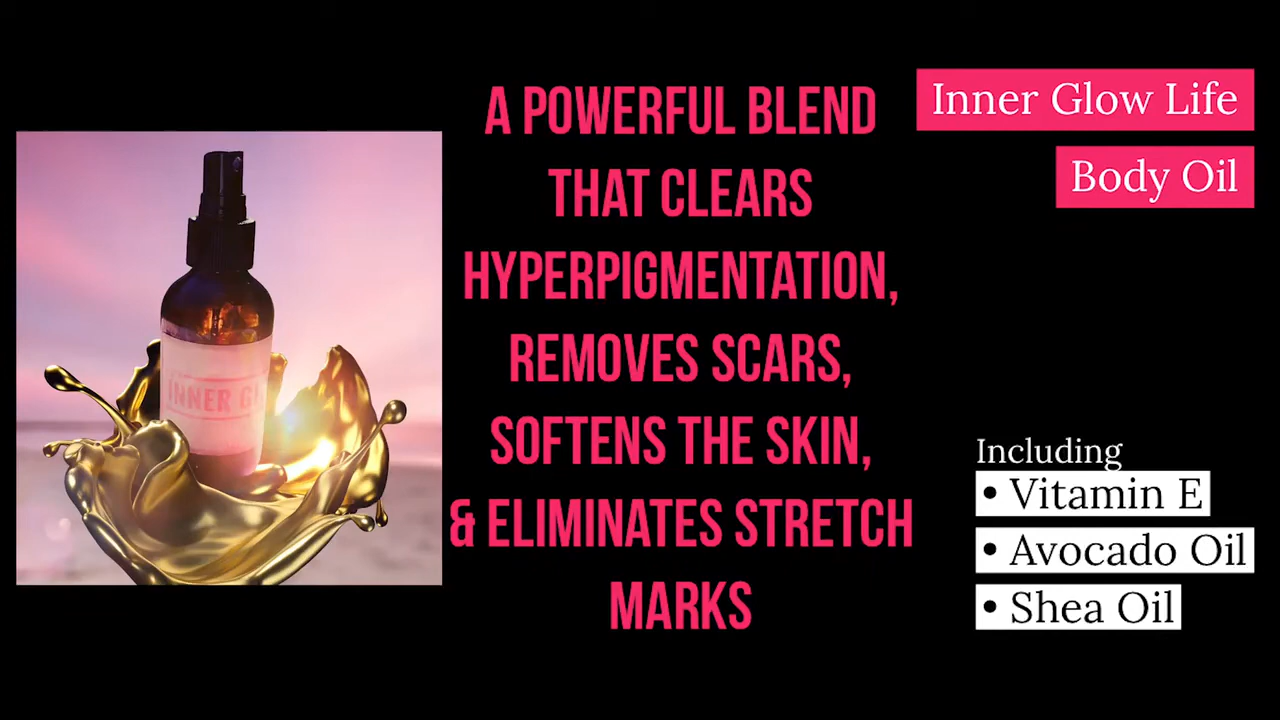 A POWERFUL BLEND
THAT CLEARS
HYPERPIGMENTATION,
REMOVES SCARS,
SOFTENS THE SKIN,
& ELIMINATES STRETCH
MARKS
Inner Glow Life
Body Oil
Including
• Vitamin E
• Avocado Oil
• Shea Oil
INNER